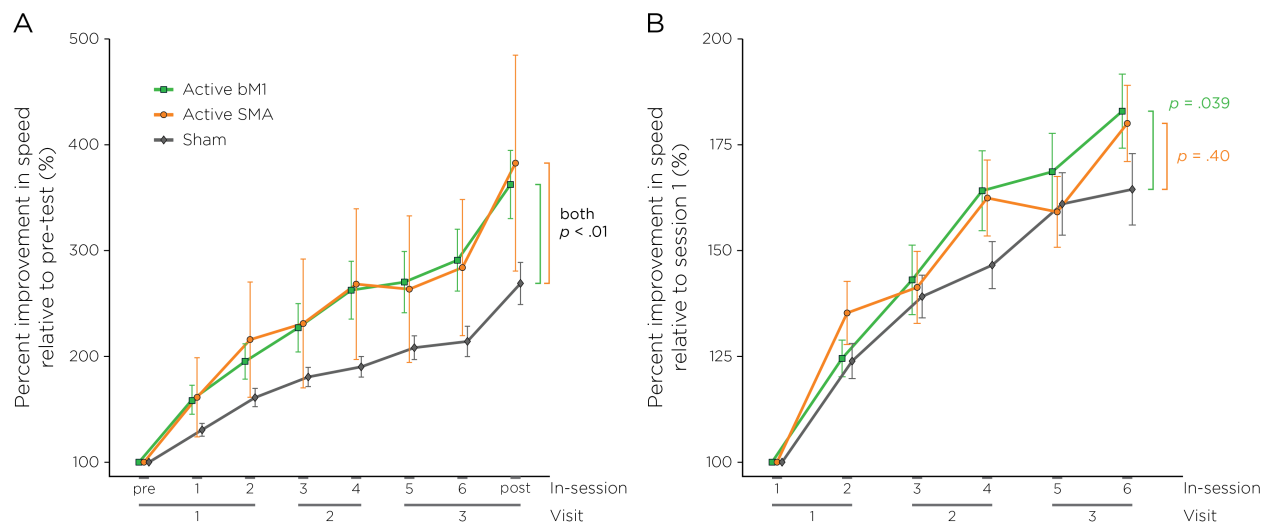 A
Percent improvement in speed
relative to pre-test (%)
500
400
300
200
100
Active bM1
Active SMA
Sham
both
p < .01
pre 1 2 3 4 5 6 post In-session
1 2 3 Visit
B
Percent improvement in speed
relative to session 1 (%)
200
175
150
125
100
p = .039
p = .40
1 2 3 4 5 6 In-session
1 2 3 Visit